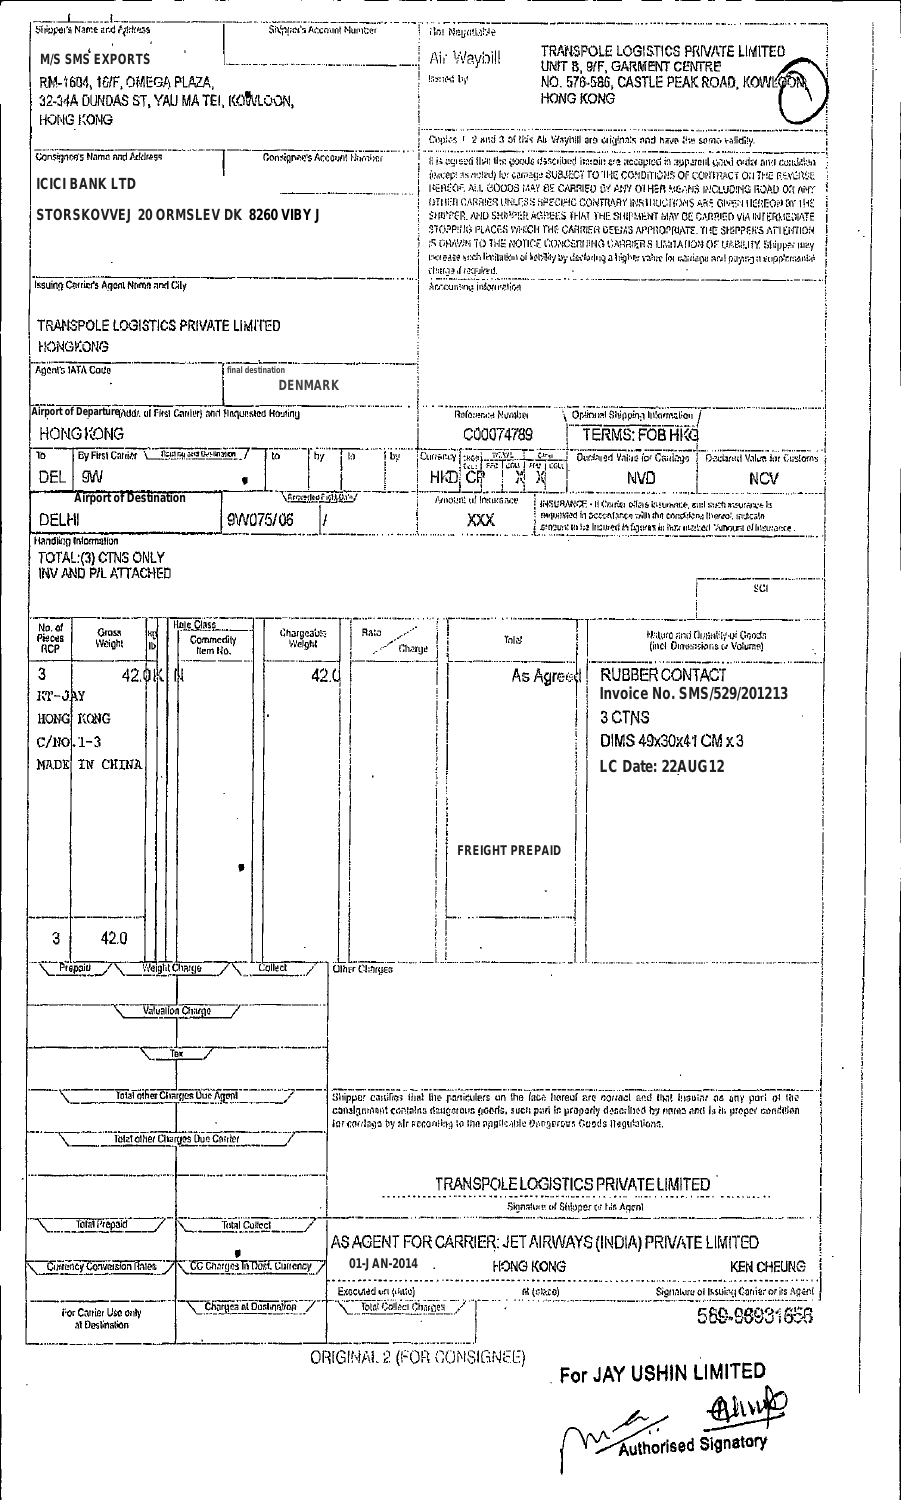 Shipper's Name and Address
Shipper's Account Number
M/S SMS EXPORTS
RM-1604, 16/F, OMEGA PLAZA,
32-34A DUNDAS ST, YAU MA TEI, KOWLOON,
HONG KONG
Not Negotiable
Air Waybill
Issued by
TRANSPOLE LOGISTICS PRIVATE LIMITED
UNIT B, 9/F, GARMENT CENTRE
NO. 576-586, CASTLE PEAK ROAD, KOWLOON,
HONG KONG
Copies 1 2 and 3 of this Air Waybill are originals and have the same validity.
Consignee's Name and Address
Consignee's Account Number
ICICI BANK LTD
STORSKOVVEJ 20 ORMSLEV DK 8260 VIBY J
It is agreed that the goods described herein are accepted in apparent good order and condition
(except as noted) for carriage SUBJECT TO THE CONDITIONS OF CONTRACT ON THE REVERSE
HEREOF. ALL GOODS MAY BE CARRIED BY ANY OTHER MEANS INCLUDING ROAD OR ANY
OTHER CARRIER UNLESS SPECIFIC CONTRARY INSTRUCTIONS ARE GIVEN HEREON BY THE
SHIPPER, AND SHIPPER AGREES THAT THE SHIPMENT MAY BE CARRIED VIA INTERMEDIATE
STOPPING PLACES WHICH THE CARRIER DEEMS APPROPRIATE. THE SHIPPER'S ATTENTION
IS DRAWN TO THE NOTICE CONCERNING CARRIER'S LIMITATION OF LIABILITY. Shipper may
increase such limitation of liability by declaring a higher value for carriage and paying a supplemental
charge if required.
Issuing Carrier's Agent Name and City
Accounting Information
TRANSPOLE LOGISTICS PRIVATE LIMITED
HONGKONG
Agent's IATA Code
final destination
DENMARK
Airport of Departure(Addr. of First Carrier) and Requested Routing
HONG KONG
Reference Number
C00074789
Optional Shipping Information
TERMS: FOB HKG
To
By First Carrier
Routing and Destination
to
by
to
by
Currency
Declared Value for Carriage
Declared Value for Customs
DEL
9W
HKD
CP
X
X
NVD
NCV
Airport of Destination
Requested Flight/Date
DELHI
9W075/06
/
Amount of Insurance
XXX
INSURANCE - If Carrier offers Insurance, and such insurance is
requested in accordance with the conditions thereof, indicate
amount to be insured in figures in box marked 'Amount of Insurance'.
Handling Information
TOTAL:(3) CTNS ONLY
INV AND P/L ATTACHED
SCI
No. of Pieces RCP
Gross Weight
kg lb
Rate Class
Commodity Item No.
Chargeable Weight
Rate
Charge
Total
Nature and Quantity of Goods
(incl. Dimensions or Volume)
3
42.0
K
N
42.0
As Agreed
RUBBER CONTACT
KT-JAY
Invoice No. SMS/529/201213
HONG KONG
3 CTNS
C/NO.1-3
DIMS 49x30x41 CM x 3
MADE IN CHINA
LC Date: 22AUG12
FREIGHT PREPAID
3
42.0
Prepaid
Weight Charge
Collect
Other Charges
Valuation Charge
Tax
Total other Charges Due Agent
Shipper certifies that the particulars on the face hereof are correct and that insofar as any part of the
consignment contains dangerous goods, such part is properly described by name and is in proper condition
for carriage by air according to the applicable Dangerous Goods Regulations.
Total other Charges Due Carrier
TRANSPOLE LOGISTICS PRIVATE LIMITED
Signature of Shipper or his Agent
Total Prepaid
Total Collect
AS AGENT FOR CARRIER: JET AIRWAYS (INDIA) PRIVATE LIMITED
01-JAN-2014
HONG KONG
KEN CHEUNG
Currency Conversion Rates
CC Charges in Dest. Currency
Executed on (date)
at (place)
Signature of Issuing Carrier or its Agent
For Carrier Use only
at Destination
Charges at Destination
Total Collect Charges
589-98931656
ORIGINAL 2 (FOR CONSIGNEE)
For JAY USHIN LIMITED
Authorised Signatory